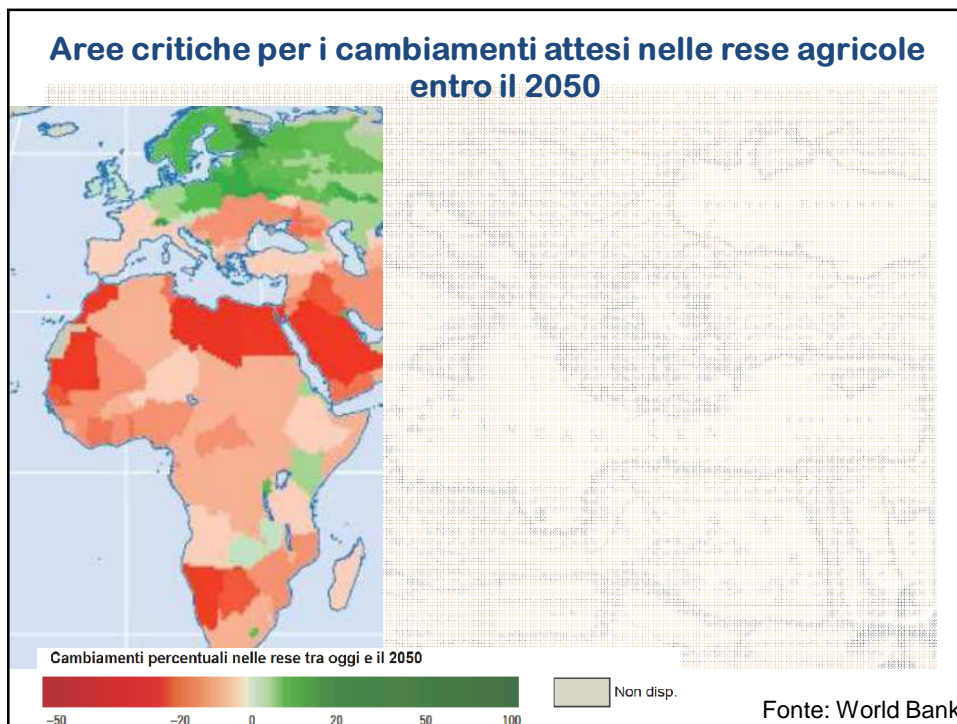 Aree critiche per i cambiamenti attesi nelle rese agricole
entro il 2050
Cambiamenti percentuali nelle rese tra oggi e il 2050
Non disp.
–50 –20 0 20 50 100
Fonte: World Bank